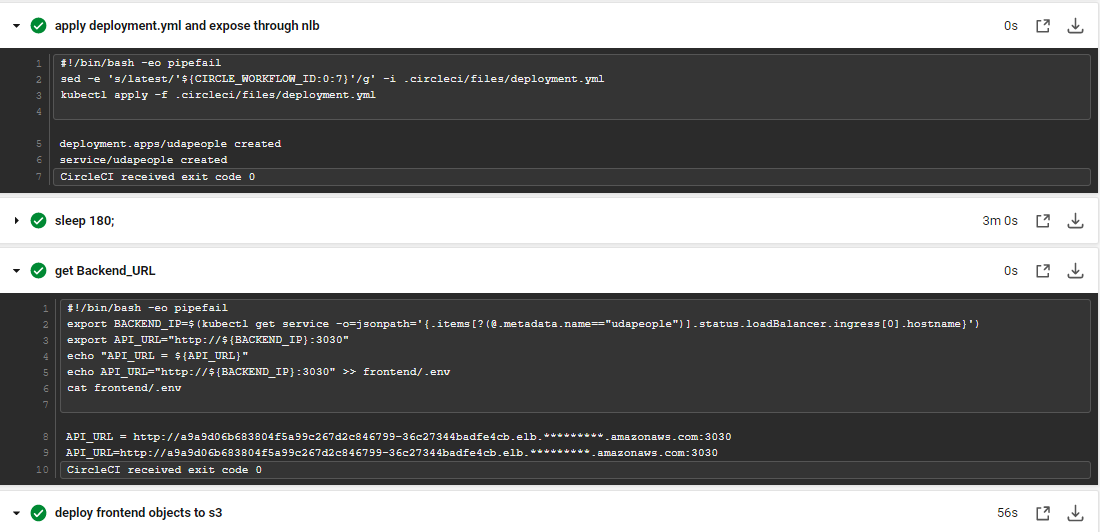 apply deployment.yml and expose through nlb 0s
1 #!/bin/bash -eo pipefail
2 sed -e 's/latest/'${CIRCLE_WORKFLOW_ID:0:7}'/g' -i .circleci/files/deployment.yml
3 kubectl apply -f .circleci/files/deployment.yml
4
5 deployment.apps/udapeople created
6 service/udapeople created
7 CircleCI received exit code 0
sleep 180; 3m 0s
get Backend_URL 0s
1 #!/bin/bash -eo pipefail
2 export BACKEND_IP=$(kubectl get service -o=jsonpath='{.items[?(@.metadata.name=="udapeople")].status.loadBalancer.ingress[0].hostname}')
3 export API_URL="http://${BACKEND_IP}:3030"
4 echo "API_URL = ${API_URL}"
5 echo API_URL="http://${BACKEND_IP}:3030" >> frontend/.env
6 cat frontend/.env
7
8 API_URL = http://a9a9d06b683804f5a99c267d2c846799-36c27344badfe4cb.elb.*********.amazonaws.com:3030
9 API_URL=http://a9a9d06b683804f5a99c267d2c846799-36c27344badfe4cb.elb.*********.amazonaws.com:3030
10 CircleCI received exit code 0
deploy frontend objects to s3 56s